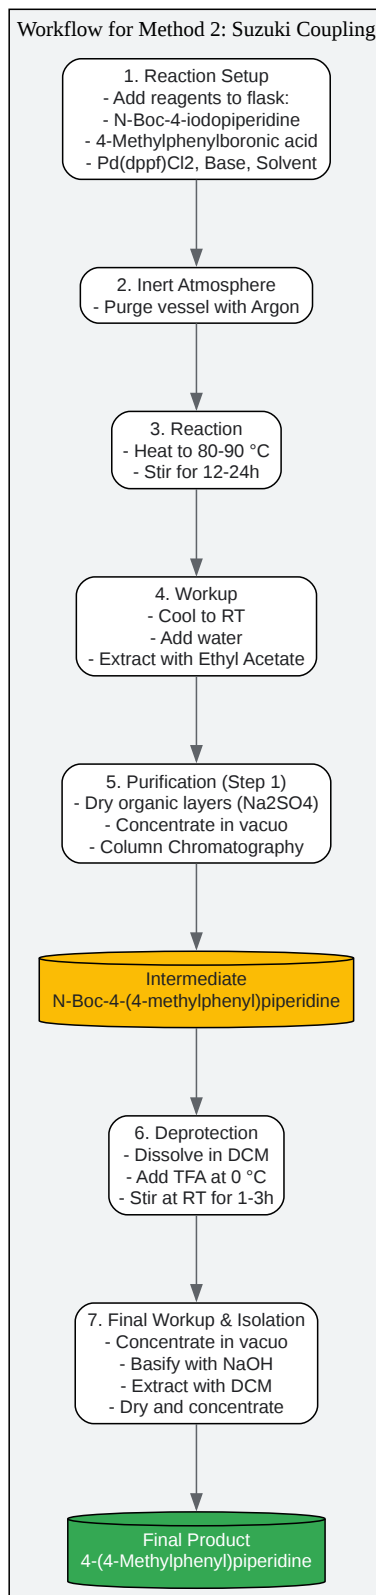 Workflow for Method 2: Suzuki Coupling
1. Reaction Setup
- Add reagents to flask:
- N-Boc-4-iodopiperidine
- 4-Methylphenylboronic acid
- Pd(dppf)Cl2, Base, Solvent
2. Inert Atmosphere
- Purge vessel with Argon
3. Reaction
- Heat to 80-90 °C
- Stir for 12-24h
4. Workup
- Cool to RT
- Add water
- Extract with Ethyl Acetate
5. Purification (Step 1)
- Dry organic layers (Na2SO4)
- Concentrate in vacuo
- Column Chromatography
Intermediate
N-Boc-4-(4-methylphenyl)piperidine
6. Deprotection
- Dissolve in DCM
- Add TFA at 0 °C
- Stir at RT for 1-3h
7. Final Workup & Isolation
- Concentrate in vacuo
- Basify with NaOH
- Extract with DCM
- Dry and concentrate
Final Product
4-(4-Methylphenyl)piperidine